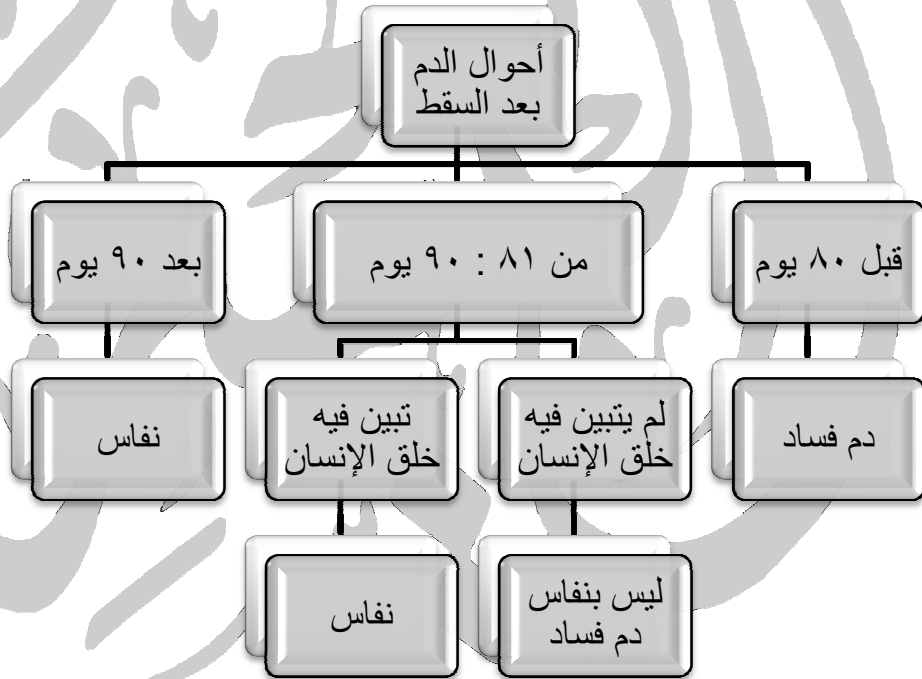 أحوال الدم
بعد السقط
قبل ٨٠ يوم
من ٨١ : ٩٠ يوم
بعد ٩٠ يوم
دم فساد
لم يتبين فيه
خلق الإنسان
تبين فيه
خلق الإنسان
نفاس
ليس بنفاس
دم فساد
نفاس